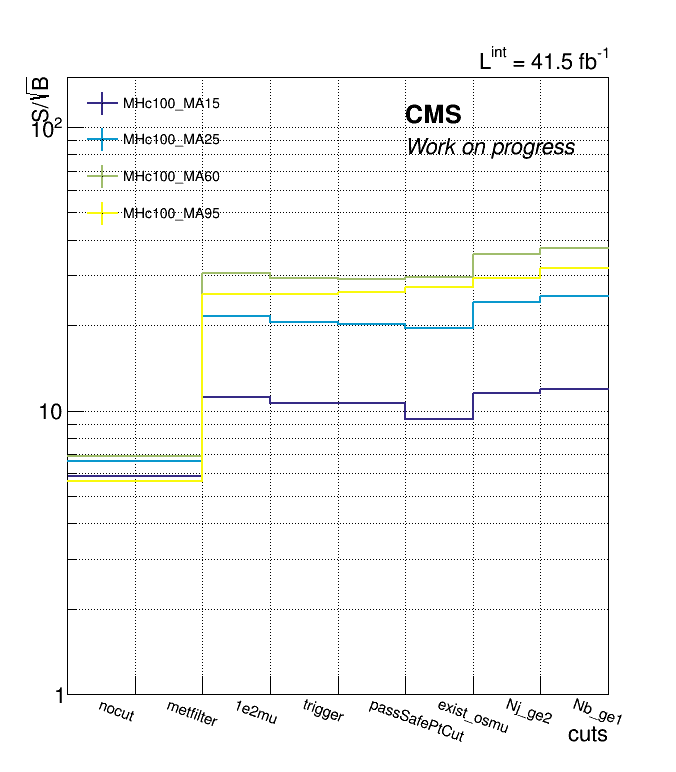 L^int = 41.5 fb^-1
S/√B
CMS
Work on progress
MHc100_MA15
MHc100_MA25
MHc100_MA60
MHc100_MA95
10^2
10
1
nocut
metfilter
1e2mu
trigger
passSafePtCut
exist_osmu
Nj_ge2
Nb_ge1
cuts